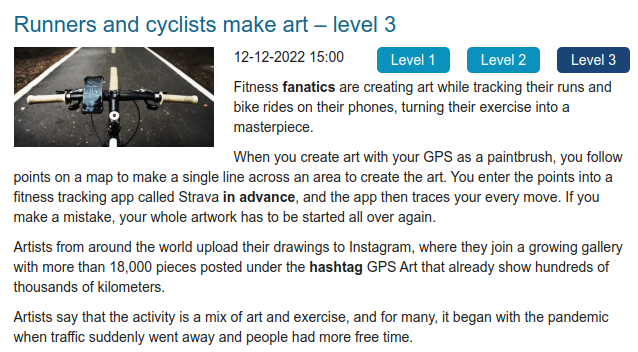 Runners and cyclists make art – level 3
12-12-2022 15:00
Level 1
Level 2
Level 3
Fitness fanatics are creating art while tracking their runs and
bike rides on their phones, turning their exercise into a
masterpiece.
When you create art with your GPS as a paintbrush, you follow
points on a map to make a single line across an area to create the art. You enter the points into a
fitness tracking app called Strava in advance, and the app then traces your every move. If you
make a mistake, your whole artwork has to be started all over again.
Artists from around the world upload their drawings to Instagram, where they join a growing gallery
with more than 18,000 pieces posted under the hashtag GPS Art that already show hundreds of
thousands of kilometers.
Artists say that the activity is a mix of art and exercise, and for many, it began with the pandemic
when traffic suddenly went away and people had more free time.